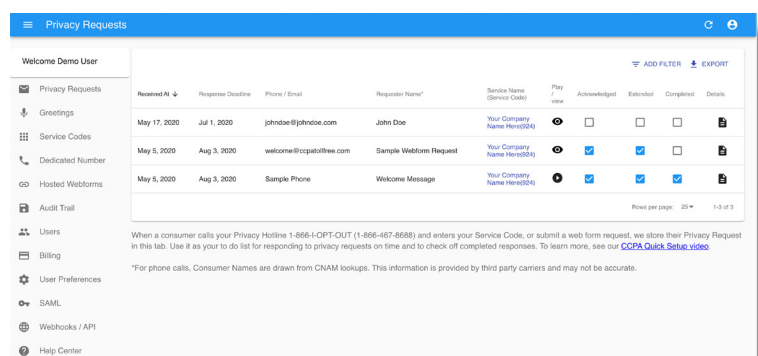 Privacy Requests
Welcome Demo User
Privacy Requests
Greetings
Service Codes
Dedicated Number
Hosted Webforms
Audit Trail
Users
Billing
User Preferences
SAML
Webhooks / API
Help Center
ADD FILTER EXPORT
Received At Response Deadline Phone / Email Requester Name* Service Name (Service Code) Play / view Acknowledged Extended Completed Details
May 17, 2020 Jul 1, 2020 johndoe@johndoe.com John Doe Your Company Name Here(924)
May 5, 2020 Aug 3, 2020 welcome@ccpatollfree.com Sample Webform Request Your Company Name Here(924)
May 5, 2020 Aug 3, 2020 Sample Phone Welcome Message Your Company Name Here(924)
Rows per page: 25 1-3 of 3
When a consumer calls your Privacy Hotline 1-866-I-OPT-OUT (1-866-467-8688) and enters your Service Code, or submit a web form request, we store their Privacy Request
in this tab. Use it as your to do list for responding to privacy requests on time and to check off completed responses. To learn more, see our CCPA Quick Setup video.
*For phone calls, Consumer Names are drawn from CNAM lookups. This information is provided by third party carriers and may not be accurate.